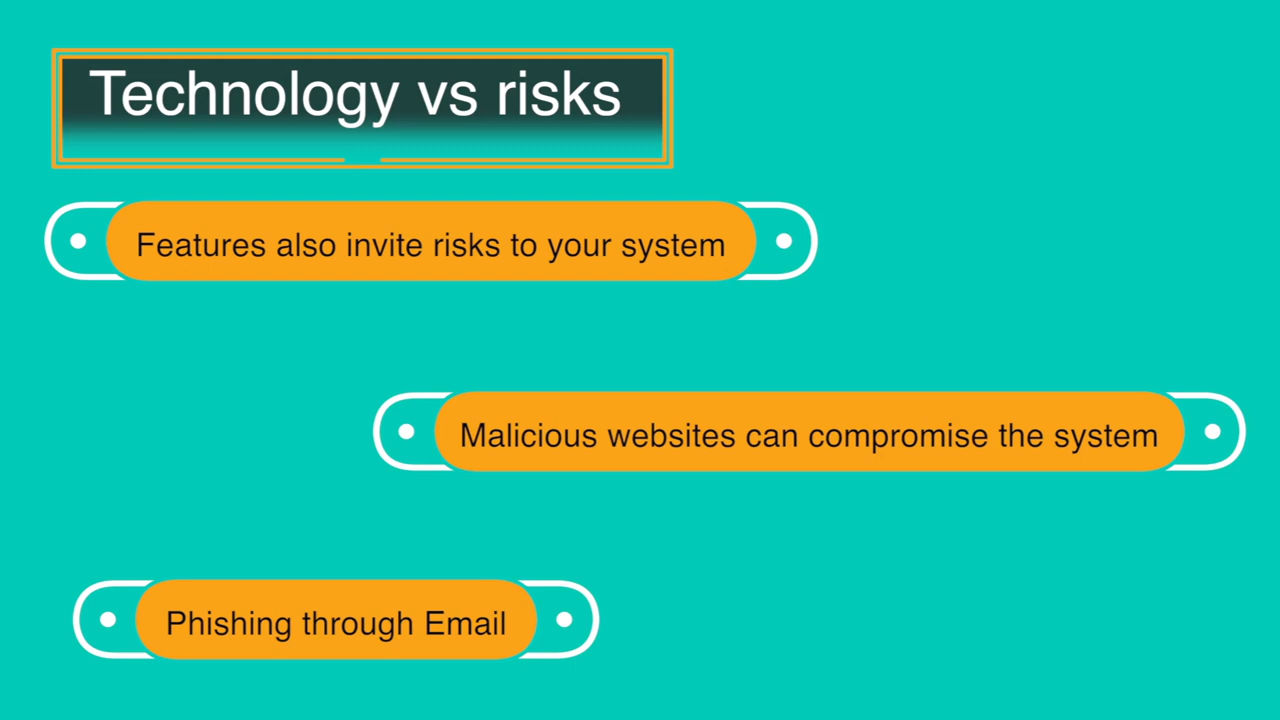 Technology vs risks
Features also invite risks to your system
Malicious websites can compromise the system
Phishing through Email